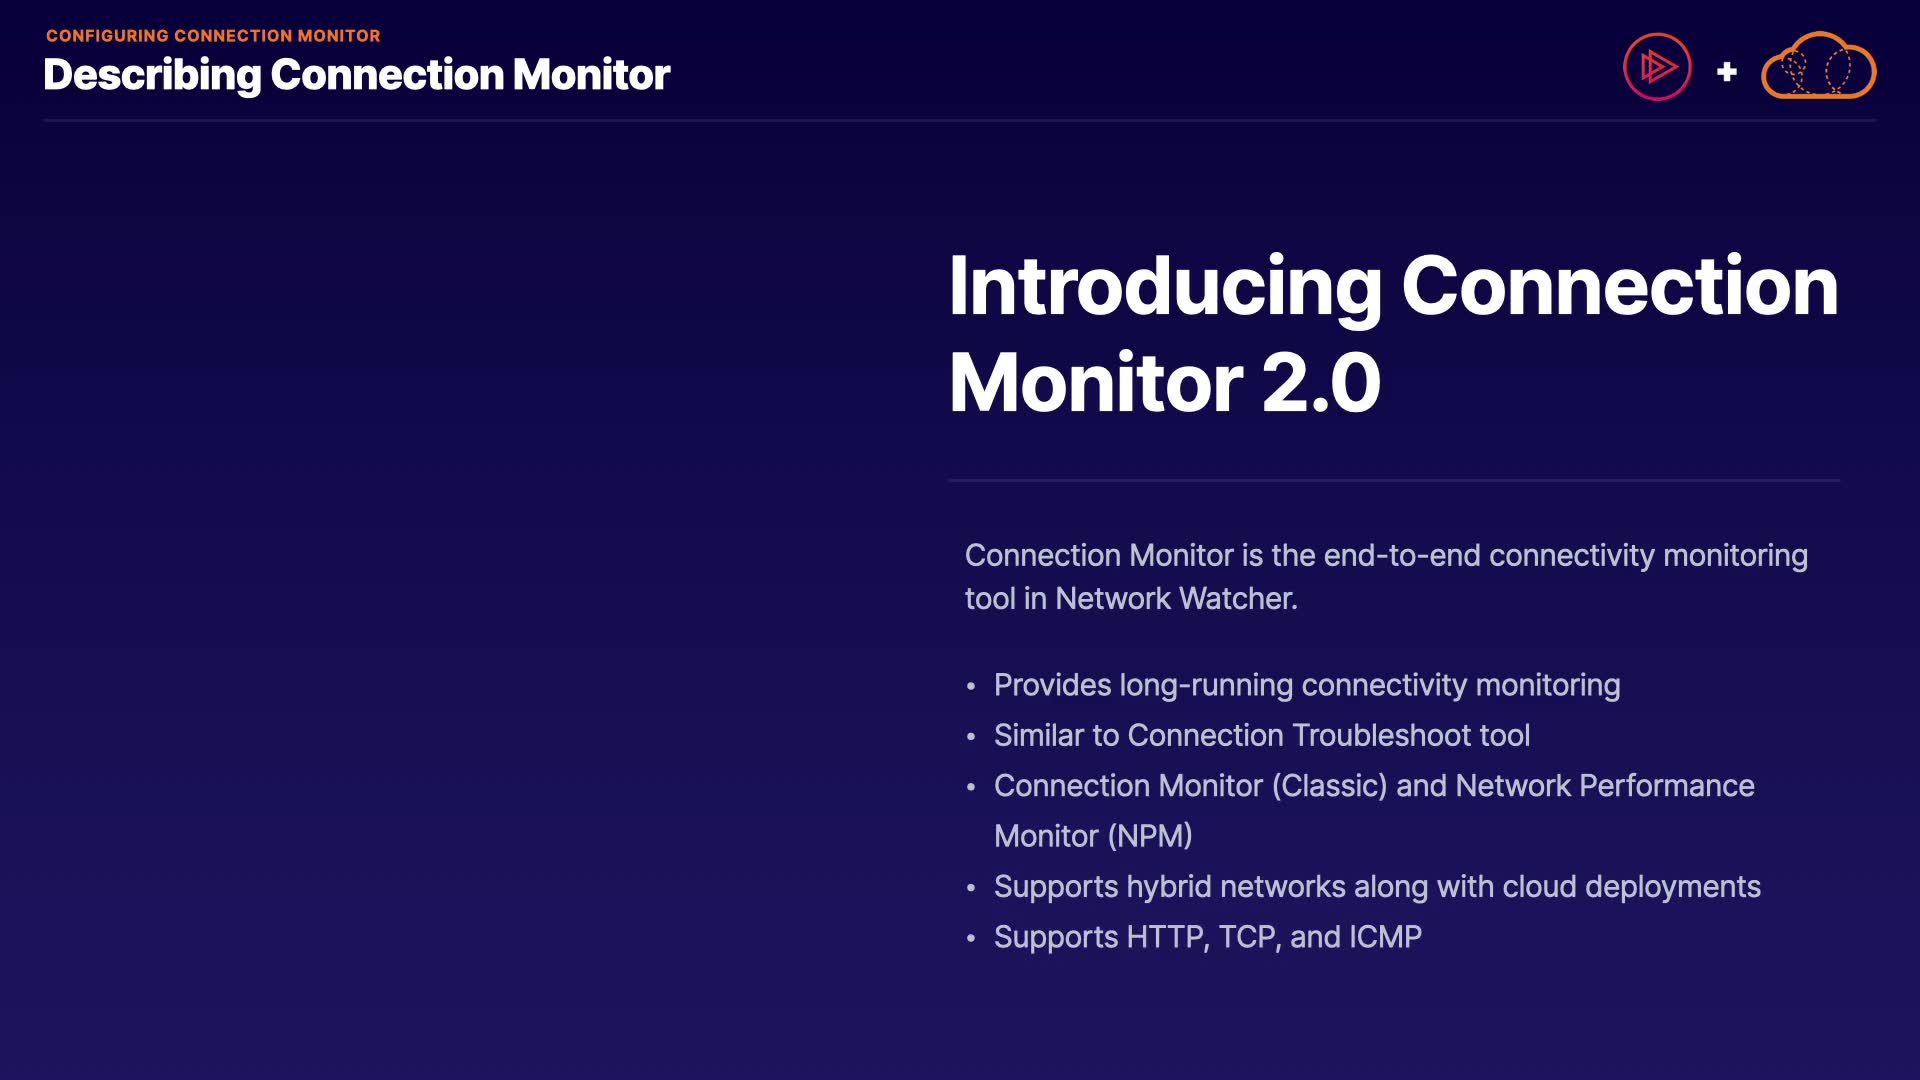 CONFIGURING CONNECTION MONITOR
Describing Connection Monitor
Introducing Connection
Monitor 2.0
Connection Monitor is the end-to-end connectivity monitoring
tool in Network Watcher.
• Provides long-running connectivity monitoring
• Similar to Connection Troubleshoot tool
• Connection Monitor (Classic) and Network Performance
Monitor (NPM)
• Supports hybrid networks along with cloud deployments
• Supports HTTP, TCP, and ICMP